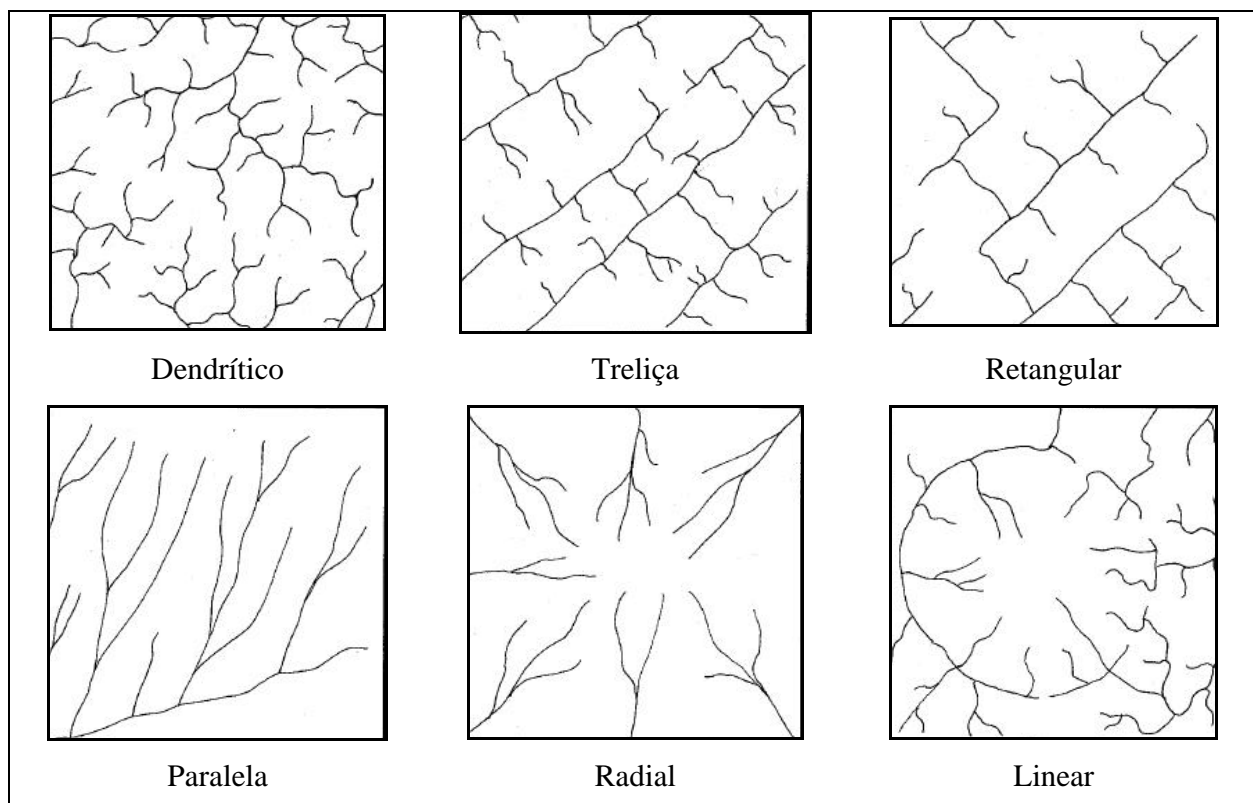 Dendrítico
Treliça
Retangular
Paralela
Radial
Linear